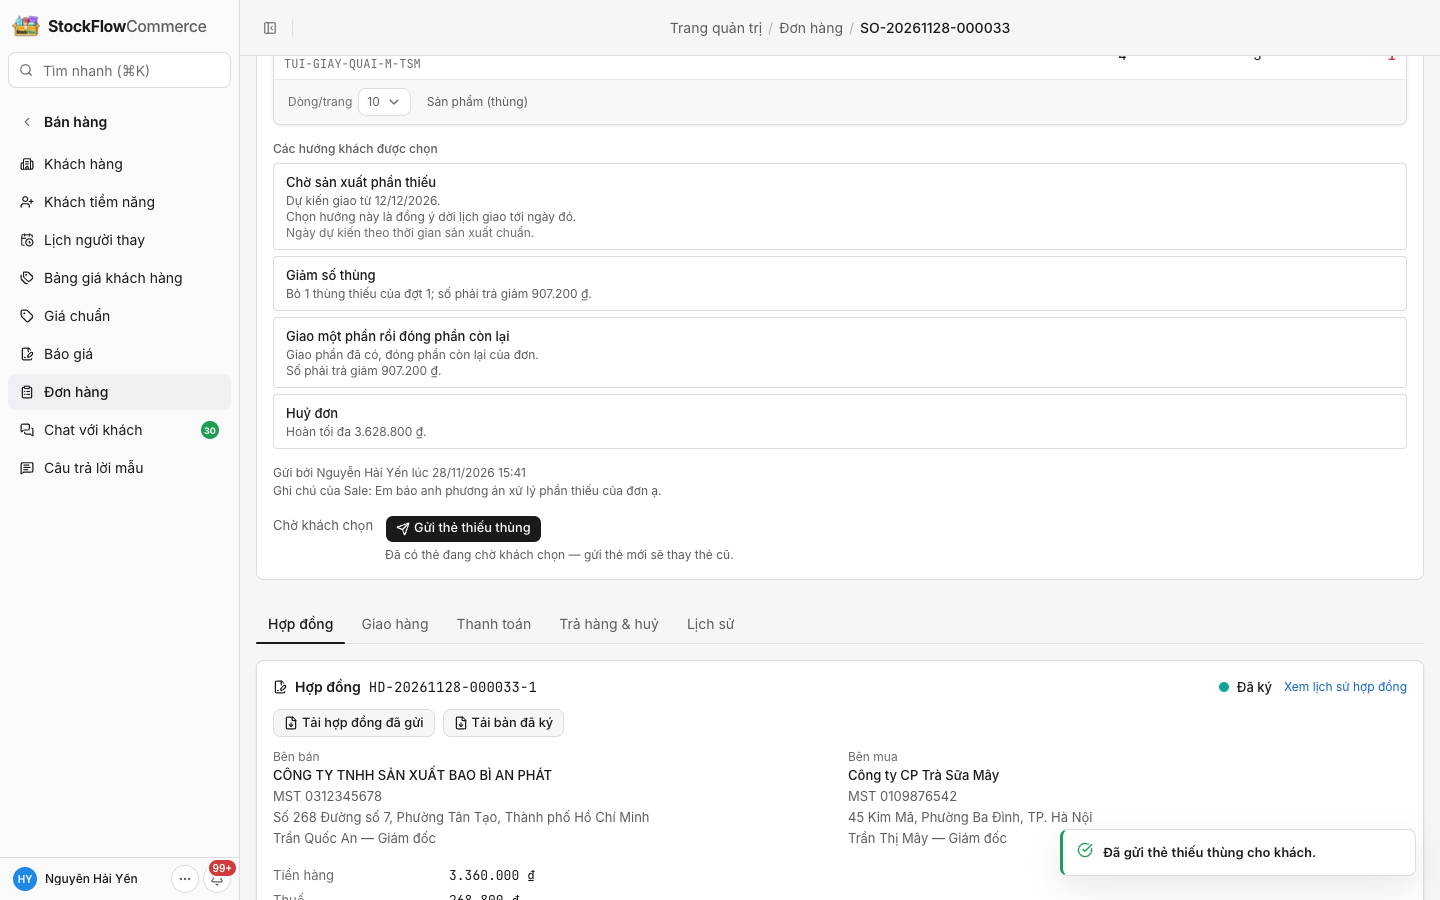 StockFlowCommerce
Tìm nhanh (⌘K)
Bán hàng
Khách hàng
Khách tiềm năng
Lịch người thay
Bảng giá khách hàng
Giá chuẩn
Báo giá
Đơn hàng
Chat với khách
30
Câu trả lời mẫu
HY
Nguyễn Hải Yến
99+
Trang quản trị / Đơn hàng / SO-20261128-000033
TUI-GIAY-QUAI-M-TSM
Dòng/trang
10
Sản phẩm (thùng)
Các hướng khách được chọn
Chờ sản xuất phần thiếu
Dự kiến giao từ 12/12/2026.
Chọn hướng này là đồng ý dời lịch giao tới ngày đó.
Ngày dự kiến theo thời gian sản xuất chuẩn.
Giảm số thùng
Bỏ 1 thùng thiếu của đợt 1; số phải trả giảm 907.200 ₫.
Giao một phần rồi đóng phần còn lại
Giao phần đã có, đóng phần còn lại của đơn.
Số phải trả giảm 907.200 ₫.
Huỷ đơn
Hoàn tối đa 3.628.800 ₫.
Gửi bởi Nguyễn Hải Yến lúc 28/11/2026 15:41
Ghi chú của Sale: Em báo anh phương án xử lý phần thiếu của đơn ạ.
Chờ khách chọn
Gửi thẻ thiếu thùng
Đã có thẻ đang chờ khách chọn — gửi thẻ mới sẽ thay thẻ cũ.
Hợp đồng
Giao hàng
Thanh toán
Trả hàng & huỷ
Lịch sử
Hợp đồng HD-20261128-000033-1
Đã ký
Xem lịch sử hợp đồng
Tải hợp đồng đã gửi
Tải bản đã ký
Bên bán
CÔNG TY TNHH SẢN XUẤT BAO BÌ AN PHÁT
MST 0312345678
Số 268 Đường số 7, Phường Tân Tạo, Thành phố Hồ Chí Minh
Trần Quốc An — Giám đốc
Bên mua
Công ty CP Trà Sữa Mây
MST 0109876542
45 Kim Mã, Phường Ba Đình, TP. Hà Nội
Trần Thị Mây — Giám đốc
Tiền hàng
3.360.000 ₫
Thuế
268.800 ₫
Đã gửi thẻ thiếu thùng cho khách.